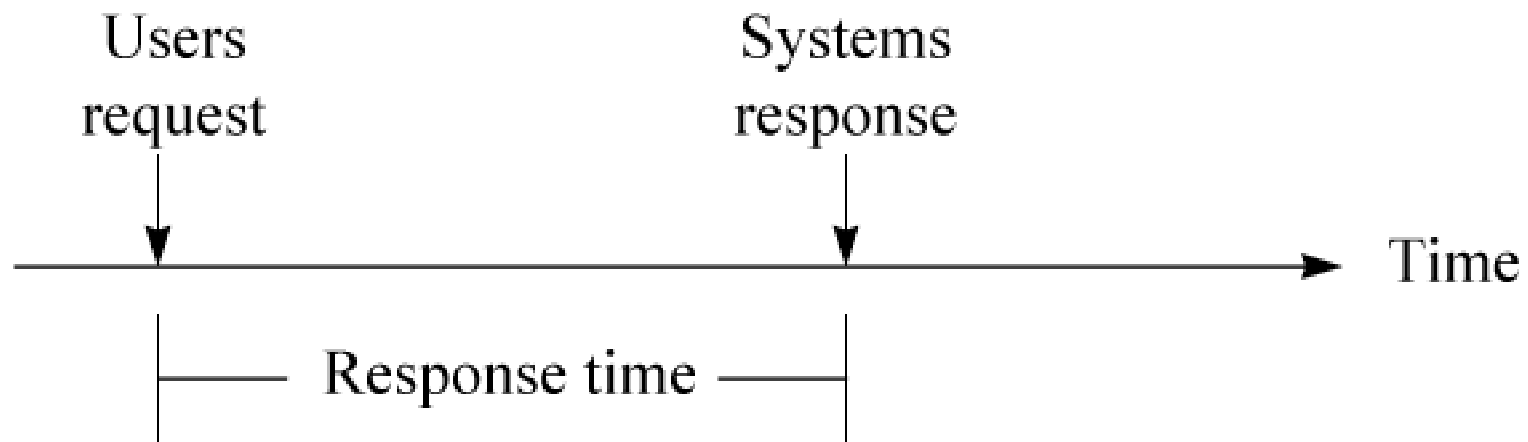 Users
request
Systems
response
Time
Response time